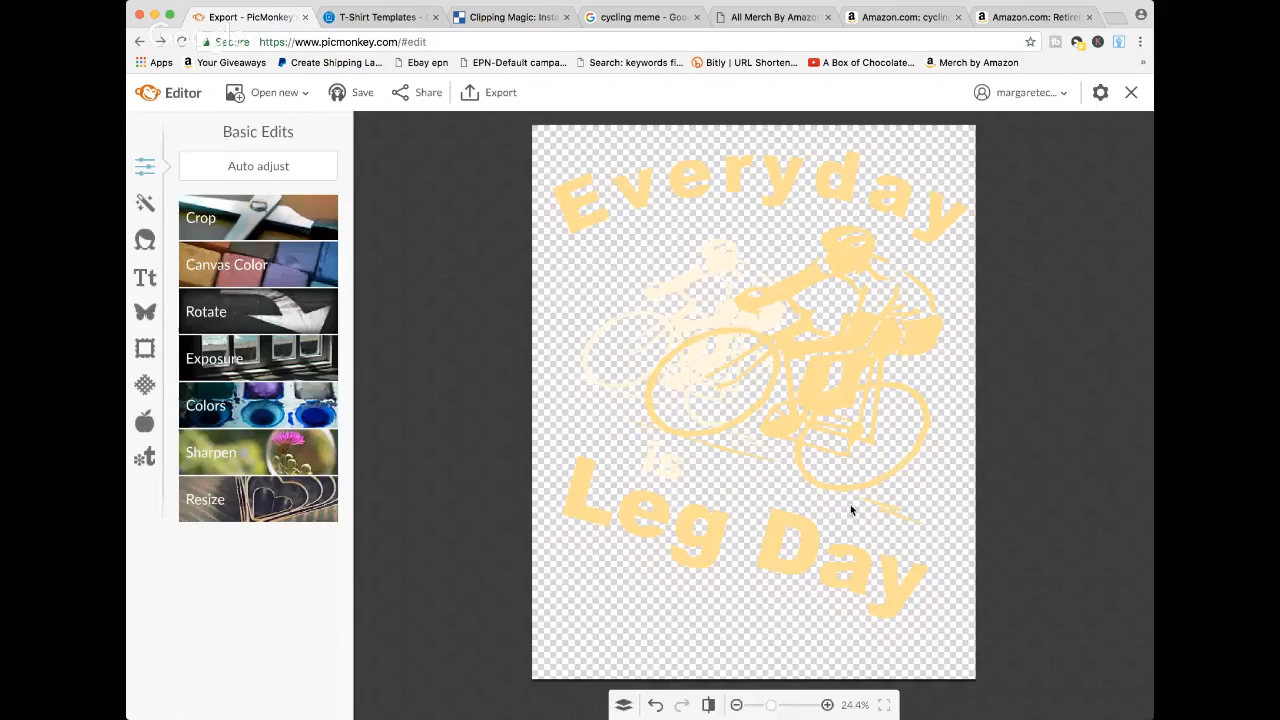 Export - PicMonkey's
T-Shirt Templates -
Clipping Magic: Insta
cycling meme - Goo
All Merch By Amazo
Amazon.com: cyclin
Amazon.com: Retirem
Secure https://www.picmonkey.com/#edit
Apps Your Giveaways Create Shipping La... Ebay epn EPN-Default campa... Search: keywords fi... Bitly | URL Shorten... A Box of Chocolate... Merch by Amazon »
Editor Open new Save Share Export margaretec...
Basic Edits
Auto adjust
Crop
Canvas Color
Rotate
Exposure
Colors
Sharpen
Resize
Tt
t
Everyday
is
Leg Day
24.4%